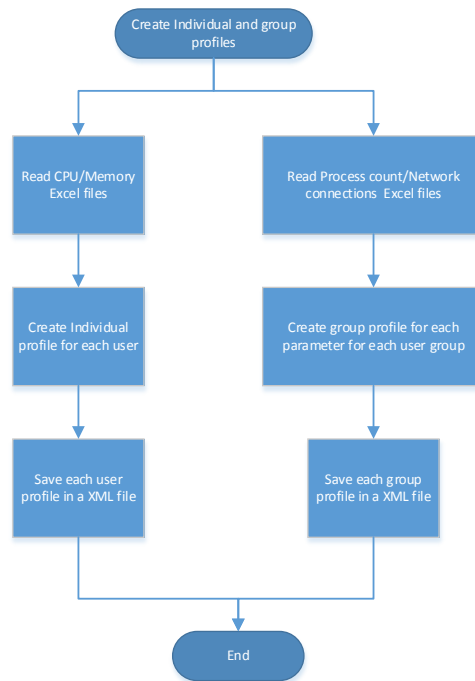 Create Individual and group
profiles
Read CPU/Memory
Excel files
Read Process count/Network
connections Excel files
Create Individual
profile for each user
Create group profile for each
parameter for each user group
Save each user
profile in a XML file
Save each group
profile in a XML file
End